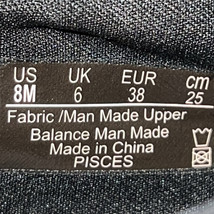 US UK EUR cm
8M 6 38 25
Fabric /Man Made Upper
Balance Man Made
Made in China
PISCES